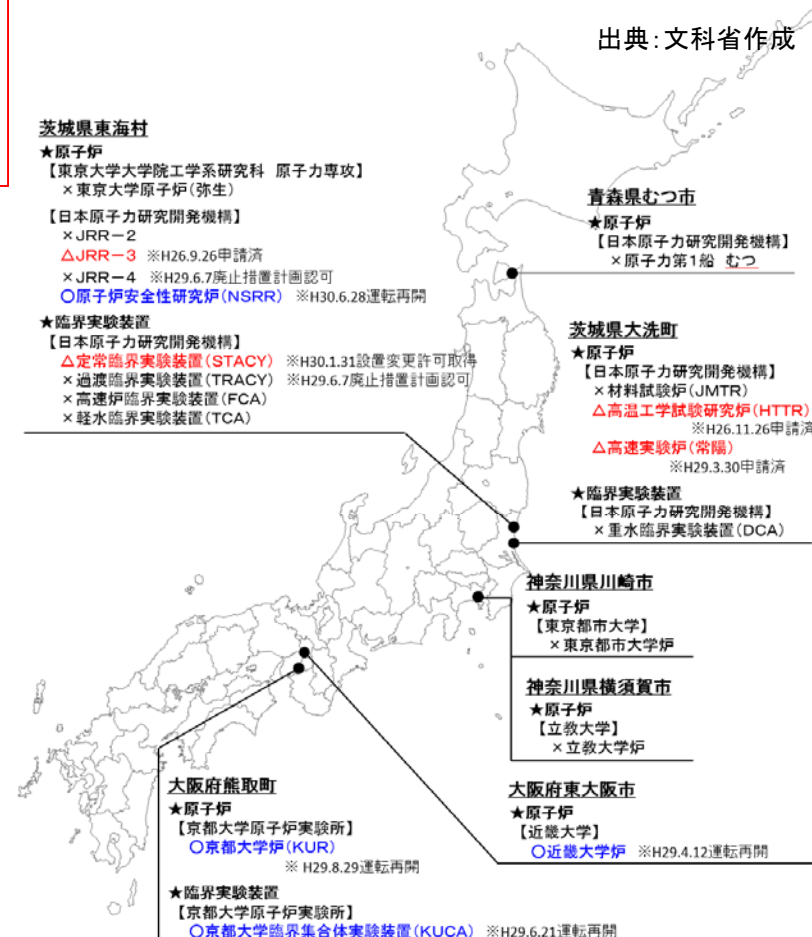 出典：文科省作成
茨城県東海村
★原子炉
【東京大学大学院工学系研究科　原子力専攻】
×東京大学原子炉（弥生）
【日本原子力研究開発機構】
×JRR－2
△JRR－3　※H26.9.26申請済
×JRR－4　※H29.6.7廃止措置計画認可
○原子炉安全性研究炉（NSRR）　※H30.6.28運転再開
★臨界実験装置
【日本原子力研究開発機構】
△定常臨界実験装置（STACY）　※H30.1.31設置変更許可取得
×過渡臨界実験装置（TRACY）　※H29.6.7廃止措置計画認可
×高速炉臨界実験装置（FCA）
×軽水臨界実験装置（TCA）
青森県むつ市
★原子炉
【日本原子力研究開発機構】
×原子力第1船　むつ
茨城県大洗町
★原子炉
【日本原子力研究開発機構】
×材料試験炉（JMTR）
△高温工学試験研究炉（HTTR）
※H26.11.26申請済
△高速実験炉（常陽）
※H29.3.30申請済
★臨界実験装置
【日本原子力研究開発機構】
×重水臨界実験装置（DCA）
神奈川県川崎市
★原子炉
【東京都市大学】
×東京都市大学炉
神奈川県横須賀市
★原子炉
【立教大学】
×立教大学炉
大阪府熊取町
★原子炉
【京都大学原子炉実験所】
○京都大学炉（KUR）
※ H29.8.29運転再開
★臨界実験装置
【京都大学原子炉実験所】
○京都大学臨界集合体実験装置（KUCA）　※H29.6.21運転再開
大阪府東大阪市
★原子炉
【近畿大学】
○近畿大学炉　※H29.4.12運転再開